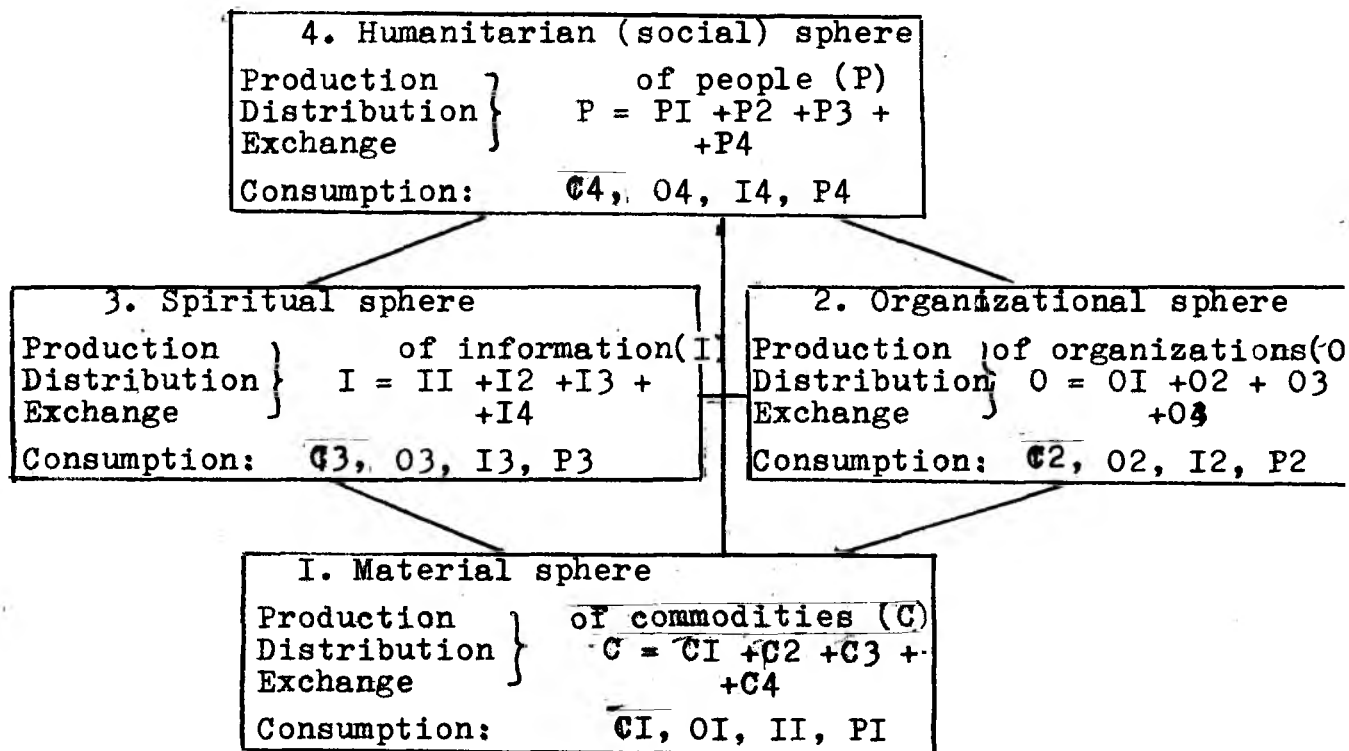 4. Humanitarian (social) sphere
Production of people (P)
Distribution P = PI +P2 +P3 +
Exchange +P4
Consumption: C4, O4, I4, P4
3. Spiritual sphere
Production of information(I)
Distribution I = II +I2 +I3 +
Exchange +I4
Consumption: C3, O3, I3, P3
2. Organizational sphere
Production of organizations(O
Distribution O = OI +O2 + O3
Exchange +O4
Consumption: C2, O2, I2, P2
I. Material sphere
Production of commodities (C)
Distribution C = CI +C2 +C3 +
Exchange +C4
Consumption: CI, OI, II, PI